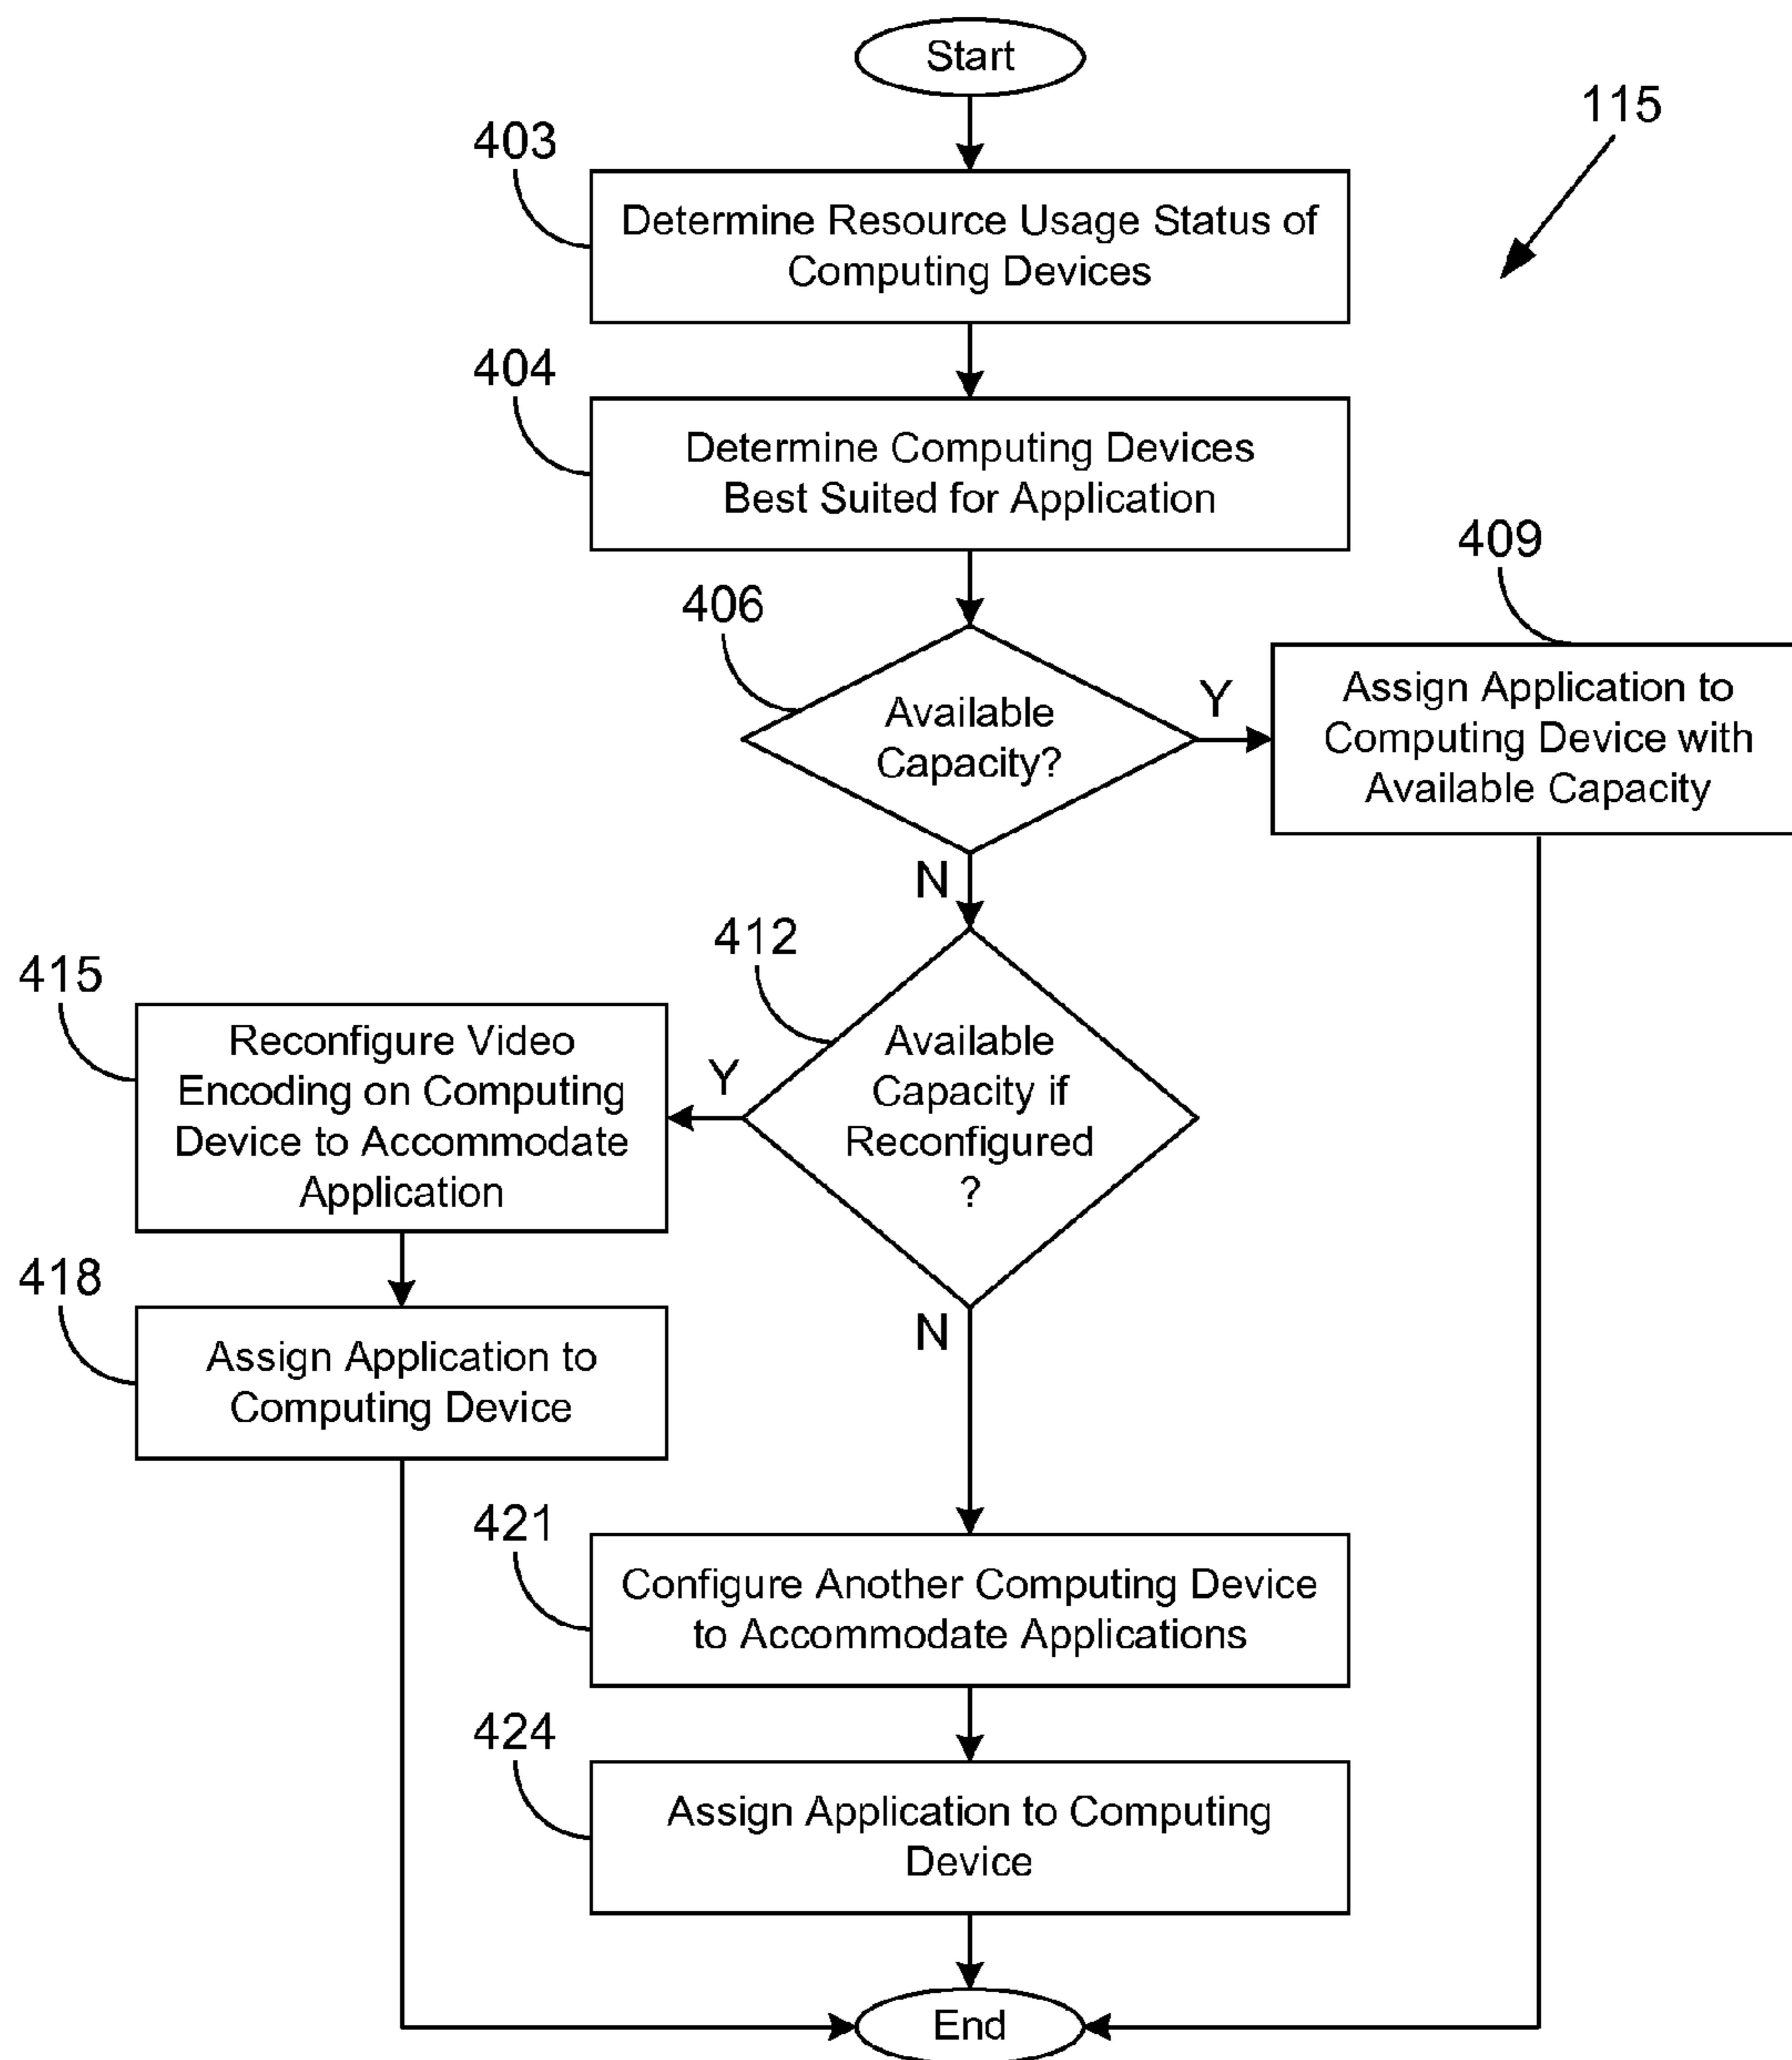 Start
115
403
Determine Resource Usage Status of
Computing Devices
404
Determine Computing Devices
Best Suited for Application
406
Available
Capacity?
Y
409
Assign Application to
Computing Device with
Available Capacity
N
412
Available
Capacity if
Reconfigured
?
Y
415
Reconfigure Video
Encoding on Computing
Device to Accommodate
Application
418
Assign Application to
Computing Device
N
421
Configure Another Computing Device
to Accommodate Applications
424
Assign Application to Computing
Device
End